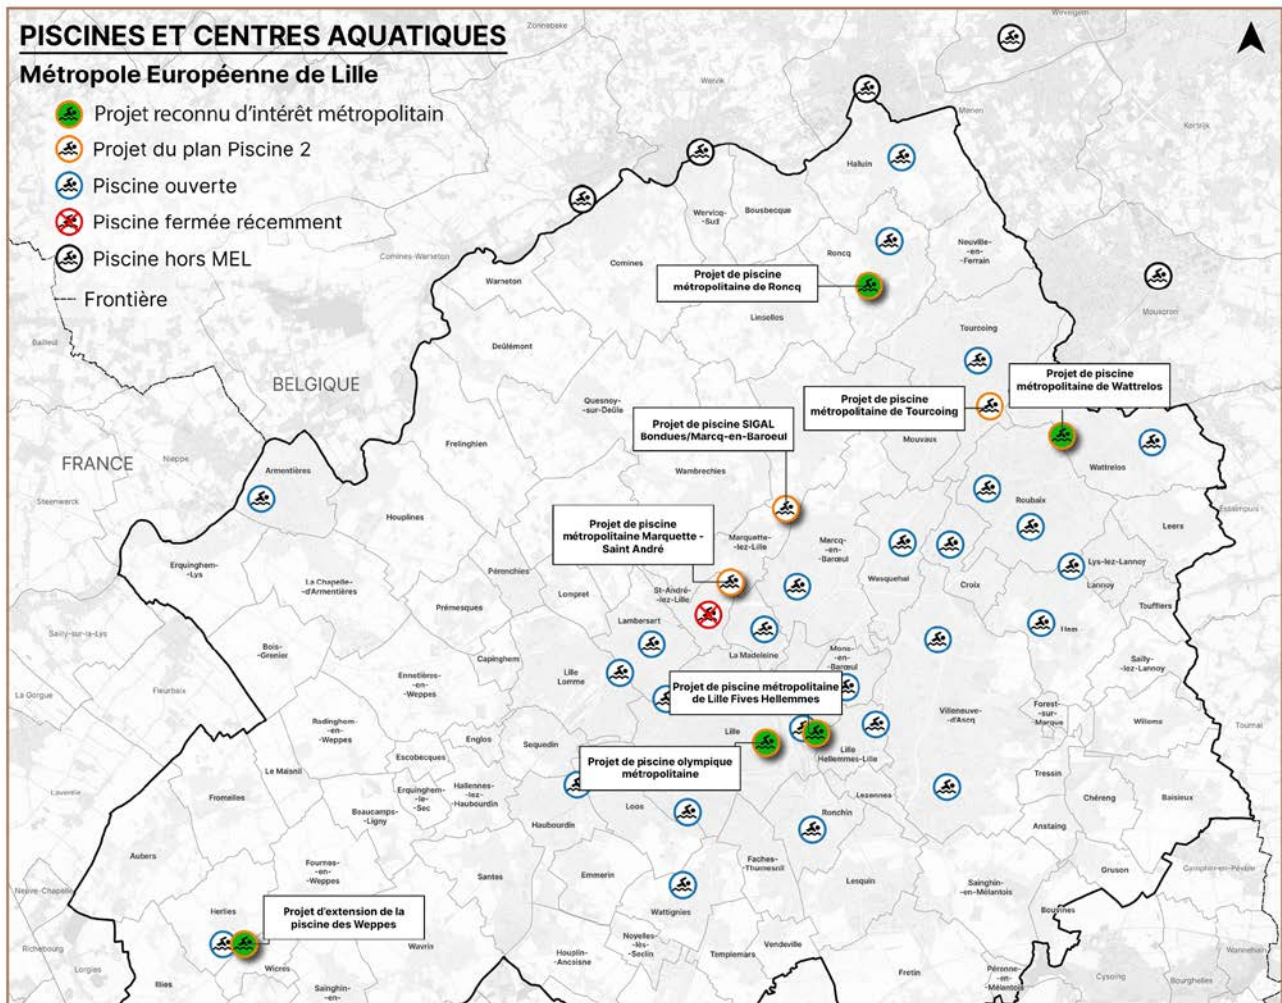 PISCINES ET CENTRES AQUATIQUES
Métropole Européenne de Lille
Projet reconnu d'intérêt métropolitain
Projet du plan Piscine 2
Piscine ouverte
Piscine fermée récemment
Piscine hors MEL
Frontière
Zonnebeke
Wevelgem
Wervik
Menen
Kortrijk
Halluin
Wervicq-
-Sud
Bousbecque
Roncq
Neuville-
-en-
-Ferrain
Comines-Warneton
Comines
Warneton
Projet de piscine
métropolitaine de Roncq
Linselles
Mouscron
Tourcoing
Bailleul
Deûlémont
BELGIQUE
Projet de piscine
métropolitaine de Wattrelos
Quesnoy-
-sur-Deûle
Projet de piscine
métropolitaine de Tourcoing
Projet de piscine SIGAL
Bondues/Marcq-en-Baroeul
Mouvaux
Frelinghien
FRANCE
Nieppe
Armentières
Wambrechies
Wattrelos
Steenwerck
Roubaix
Estaimpuis
Houplines
Leers
Projet de piscine
métropolitaine Marquette -
Saint André
Marquette-
-lez-Lille
Marcq-
-en-
-Barœul
Erquinghem-
-Lys
La Chapelle-
-d'Armentières
Pérenchies
Wasquehal
Croix
Lys-lez-Lannoy
Lannoy
Lompret
St-André-
-lez-Lille
Prémesques
Toufflers
Lambersart
Hem
Sailly-sur-la-Lys
Bois-
-Grenier
Capinghem
La Madeleine
Mons-
-en-
-Barœul
Sailly-
-lez-Lannoy
Lille
Lomme
Ennetières-
-en-
-Weppes
La Gorgue
Fleurbaix
Projet de piscine métropolitaine
de Lille Fives Hellemmes
Villeneuve-
-d'Ascq
Forest-
-sur-
-Marque
Willems
Tournai
Radinghem-
-en-
-Weppes
Englos
Sequedin
Lille
Lille
Hellemmes-Lille
Escobecques
Projet de piscine olympique
métropolitaine
Le Maisnil
Tressin
Laventie
Fromelles
Erquinghem-
-le-
-Sec
Hallennes-
-lez-
-Haubourdin
Loos
Lezennes
Chéreng
Baisieux
Beaucamps-
-Ligny
Haubourdin
Ronchin
Anstaing
Aubers
Fournes-
-en-
-Weppes
Santes
Emmerin
Faches-
-Thumesnil
Lesquin
Sainghin-
-en-Mélantois
Gruson
Camphin-en-Pévèle
Neuve-Chapelle
Herlies
Projet d'extension de la
piscine des Weppes
Wattignies
Bouvines
Richebourg
Lorgies
Wavrin
Houplin-
-Ancoisne
Noyelles-
-lès-
-Seclin
Templemars
Vendeville
Wannehain
Illies
Wicres
Sainghin-
-en-
Fretin
Péronne-
-en-
-Mélantois
Cysoing
Bourghelles